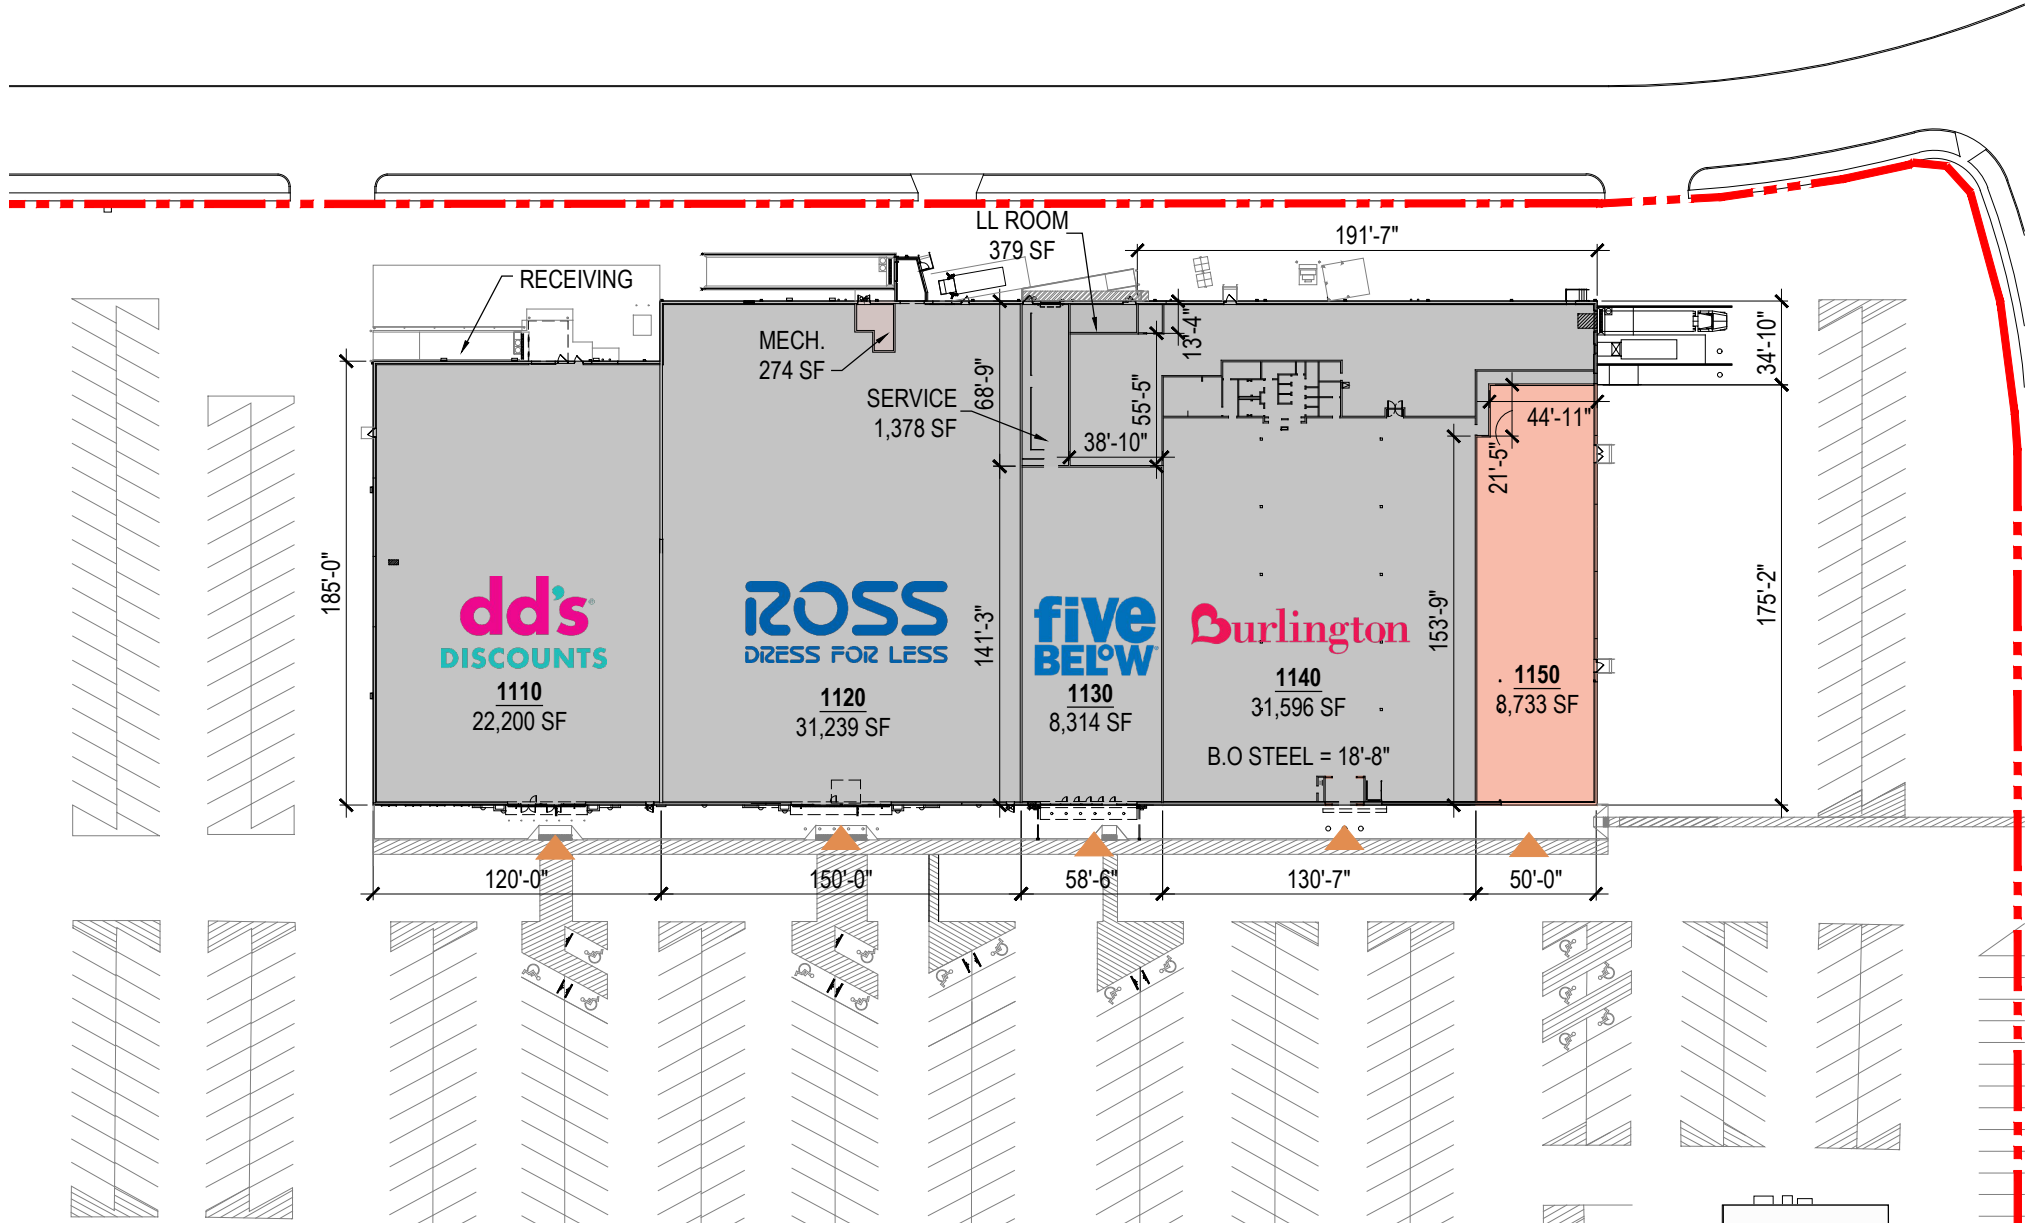 LL ROOM
379 SF
191'-7"
RECEIVING
MECH.
274 SF
13'-4"
34'-10"
SERVICE
1,378 SF
68'-9"
55'-5"
38'-10"
44'-11"
21'-5"
185'-0"
dd's
DISCOUNTS
1110
22,200 SF
ROSS
DRESS FOR LESS
1120
31,239 SF
141'-3"
five
BELOW
1130
8,314 SF
Burlington
1140
31,596 SF
B.O STEEL = 18'-8"
153'-9"
1150
8,733 SF
175'-2"
120'-0"
150'-0"
58'-6"
130'-7"
50'-0"